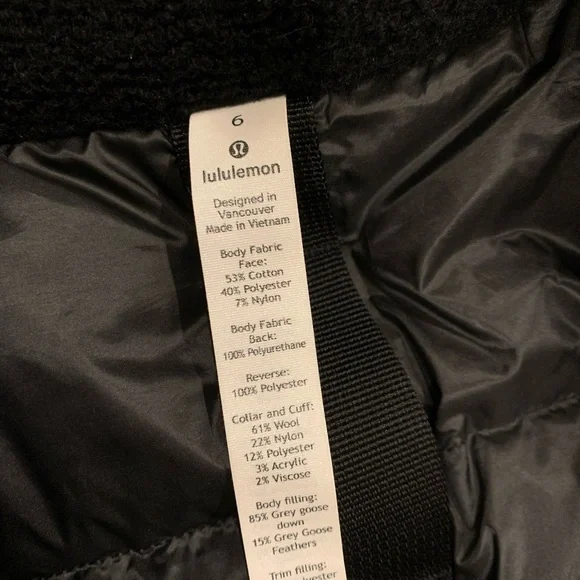 6
lululemon
Designed in
Vancouver
Made in Vietnam
Body Fabric
Face:
53% Cotton
40% Polyester
7% Nylon
Body Fabric
Back:
100% Polyurethane
Reverse:
100% Polyester
Collar and Cuff:
61% Wool
22% Nylon
12% Polyester
3% Acrylic
2% Viscose
Body filling:
85% Grey goose
down
15% Grey Goose
Feathers
Trim filling: